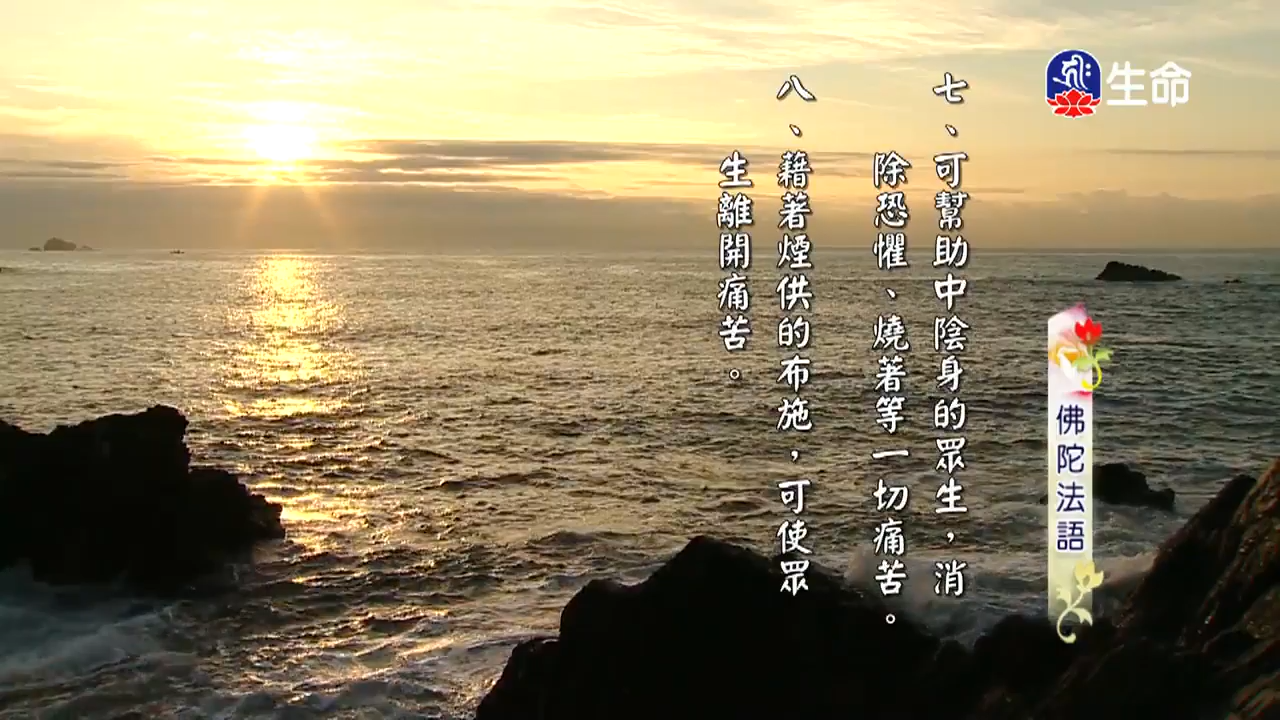 生命
佛陀法語
七、可幫助中陰身的眾生，消
除恐懼、燒著等一切痛苦。
八、藉著煙供的布施，可使眾
生離開痛苦。